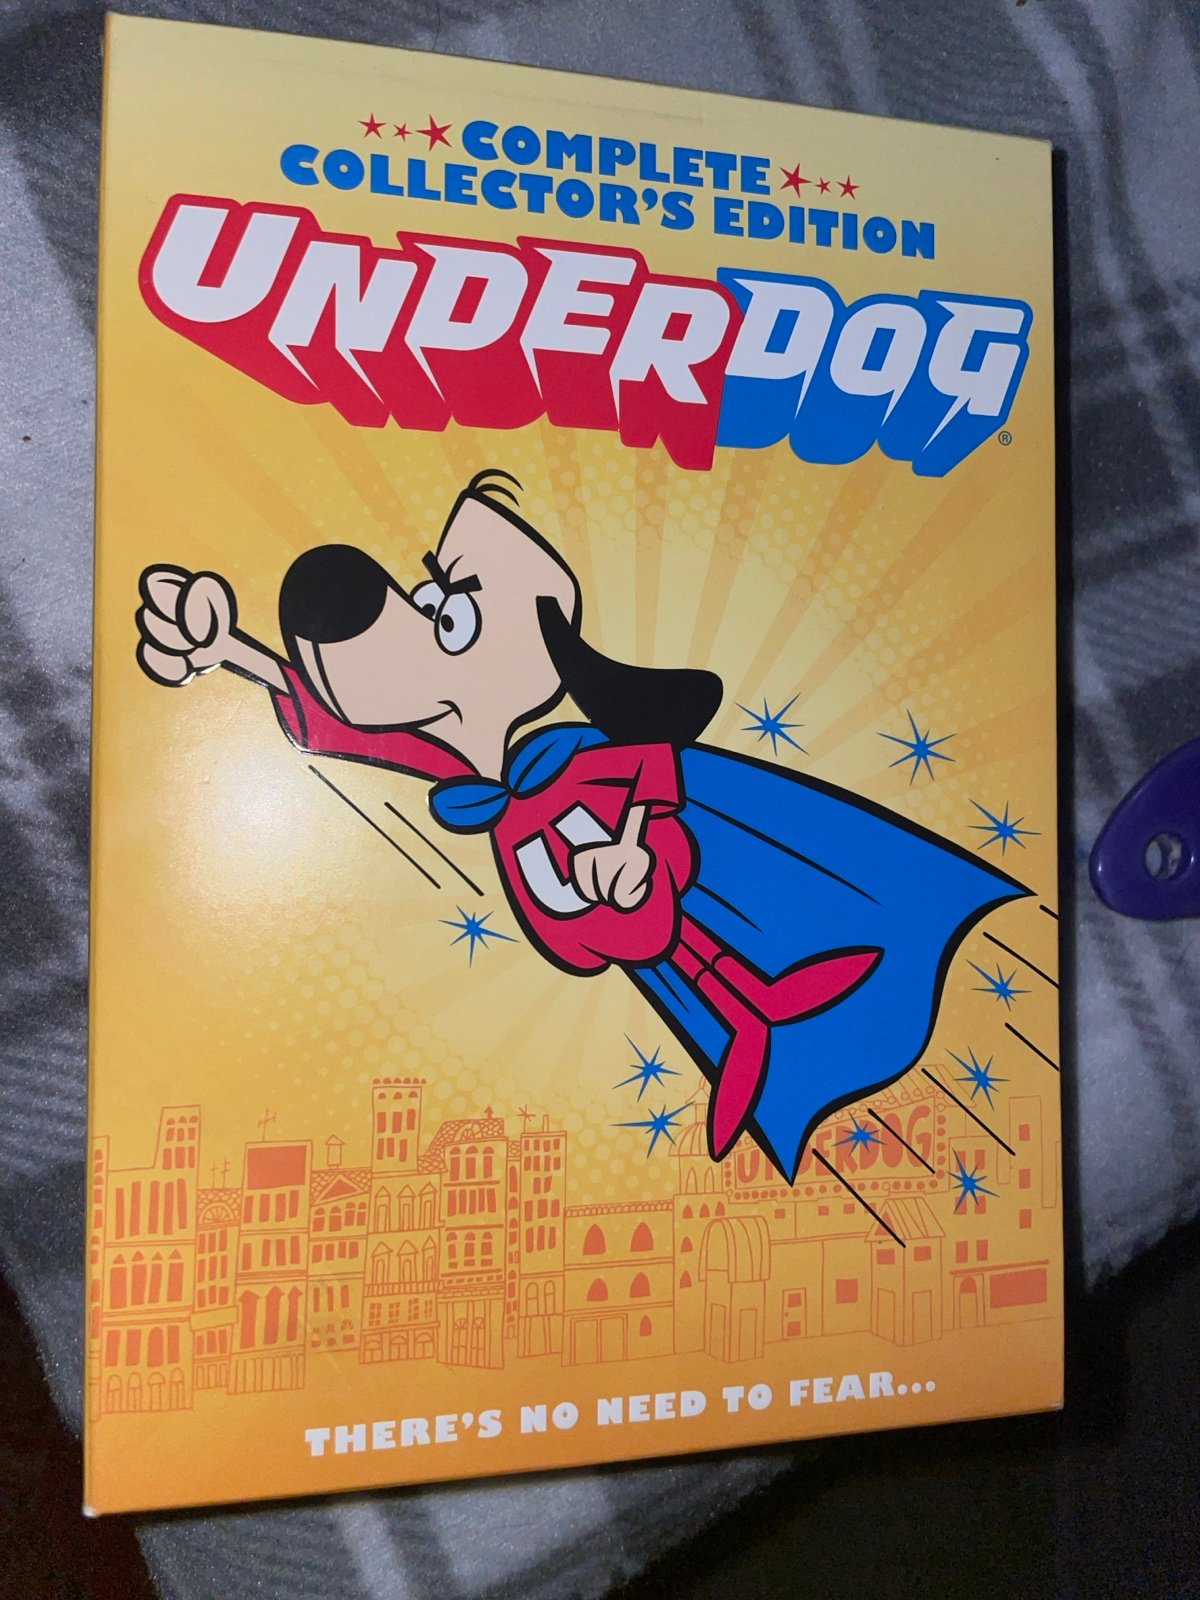 COMPLETE
COLLECTOR'S EDITION
UNDERDOG
®
U
UNDERDOG
THERE'S NO NEED TO FEAR...